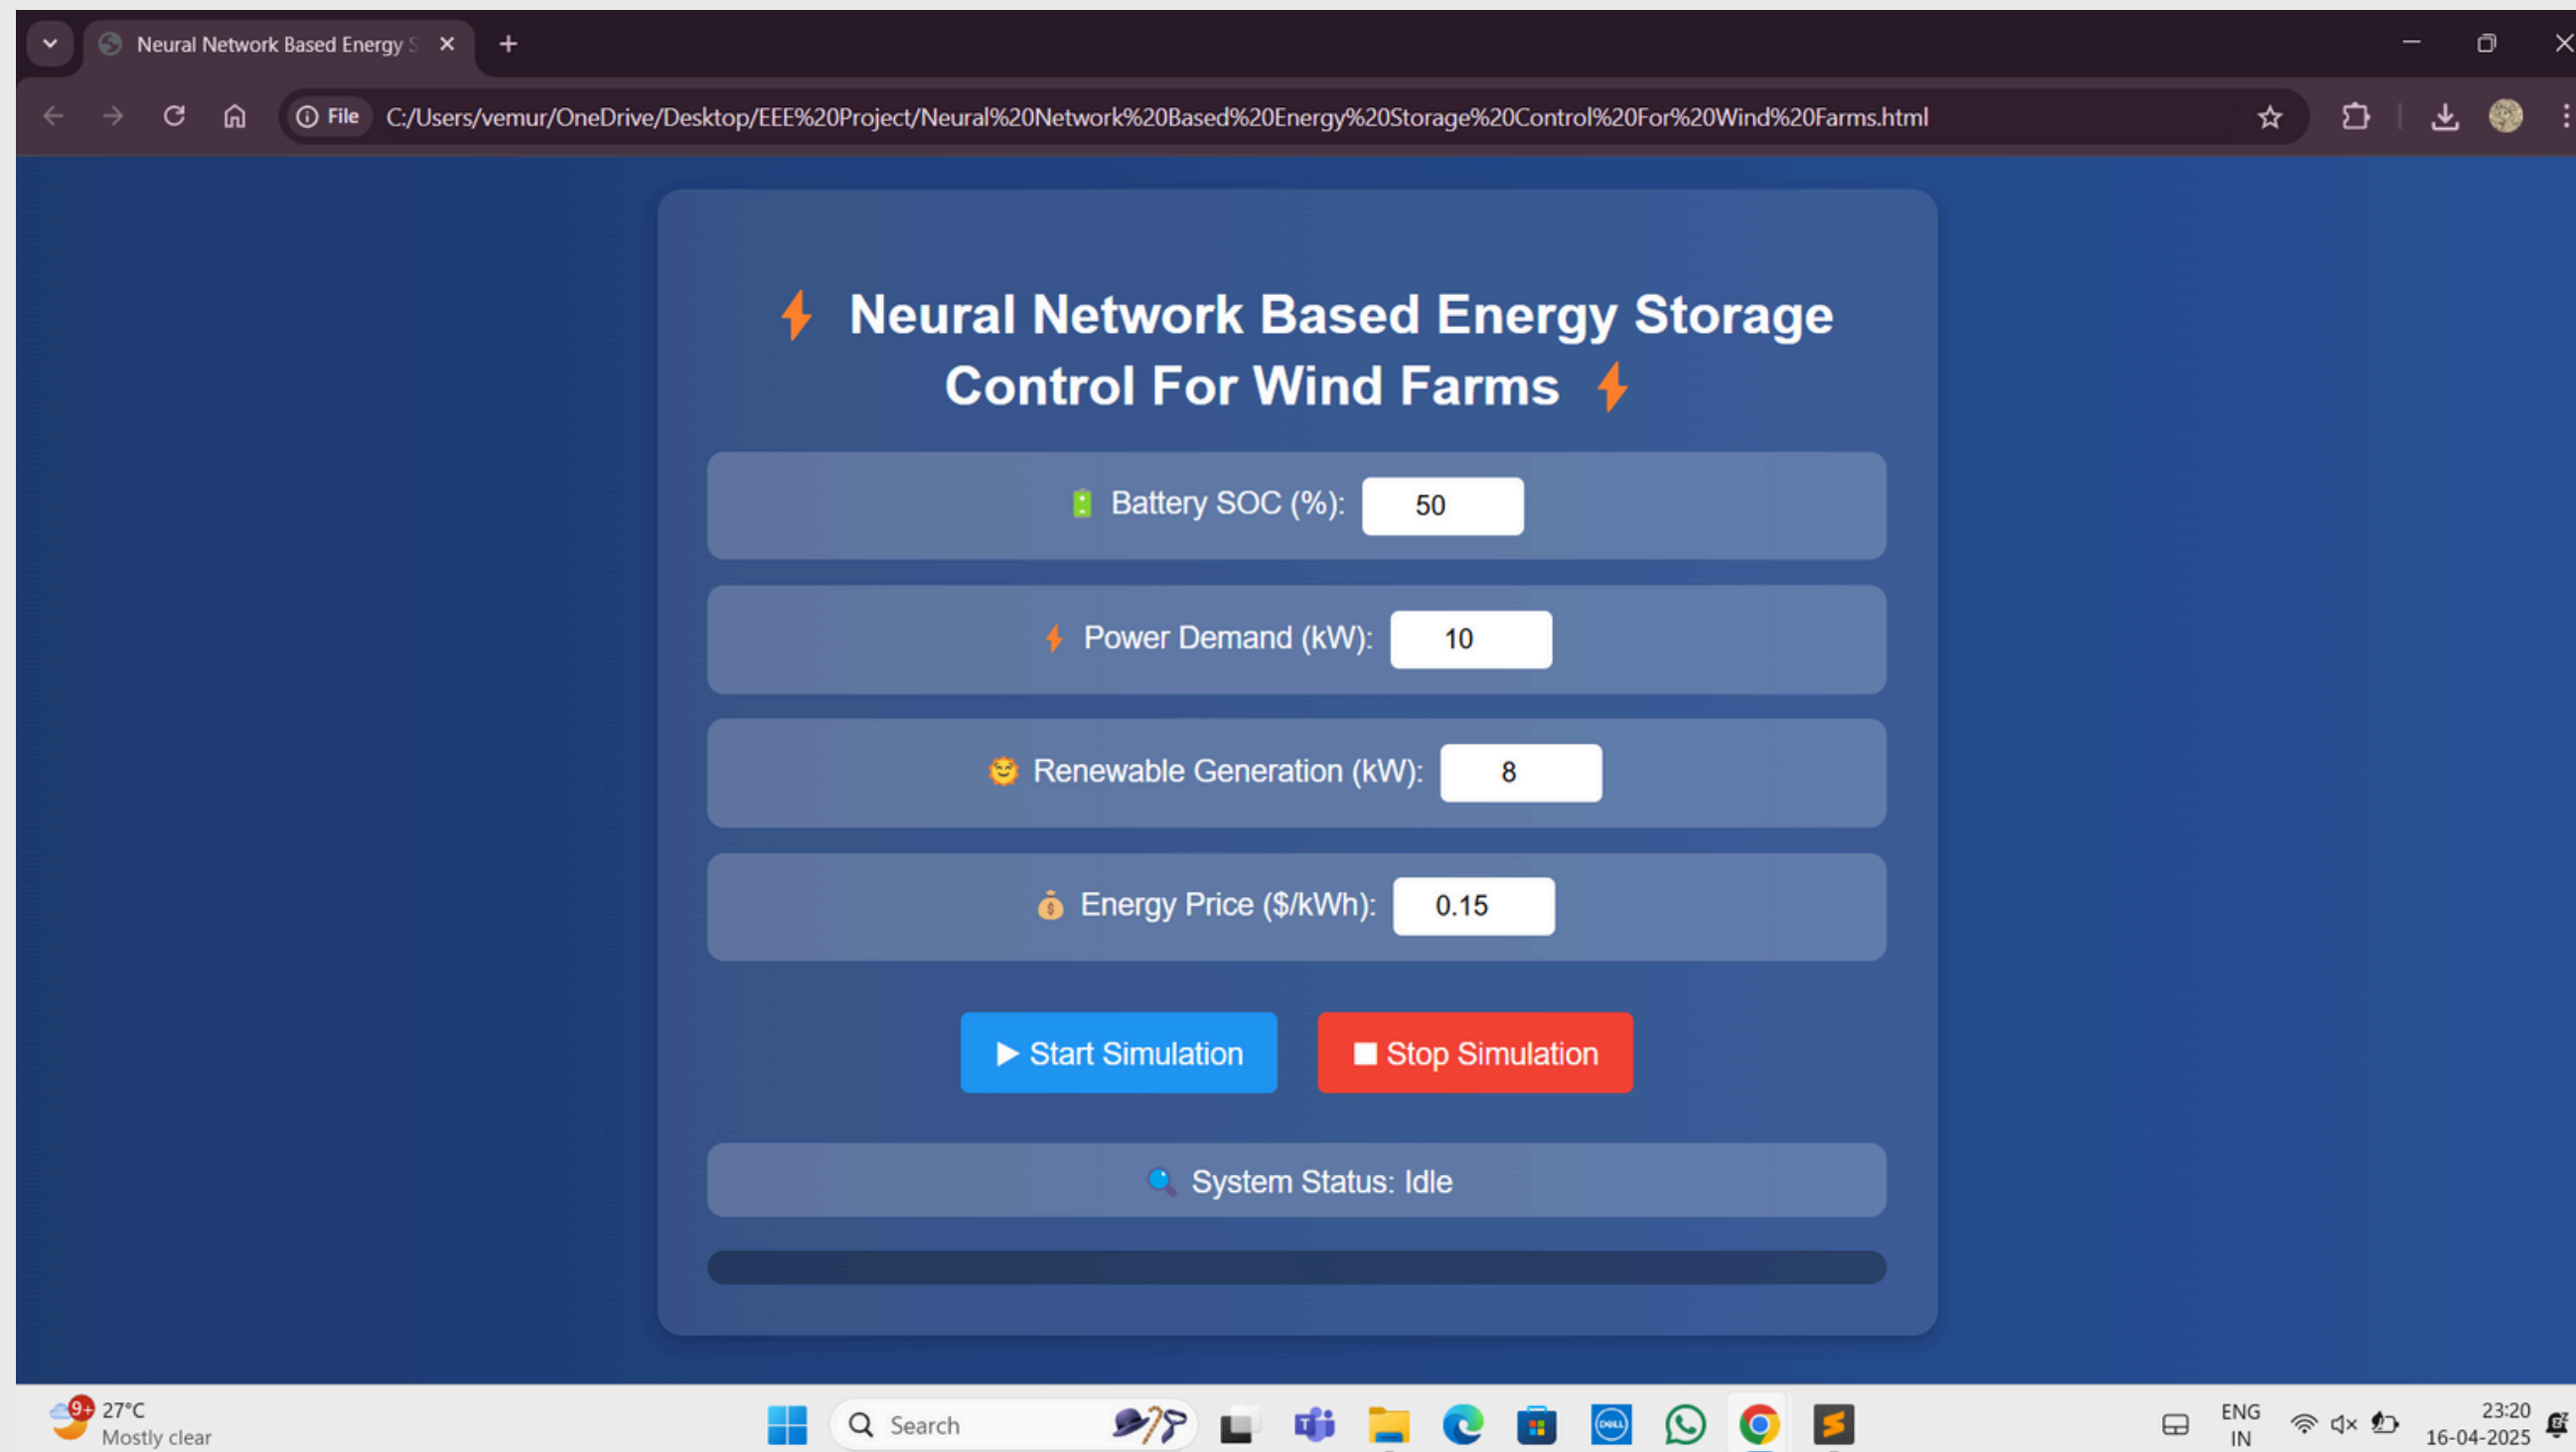 Neural Network Based Energy S
File C:/Users/vemur/OneDrive/Desktop/EEE%20Project/Neural%20Network%20Based%20Energy%20Storage%20Control%20For%20Wind%20Farms.html
⚡ Neural Network Based Energy Storage
Control For Wind Farms ⚡
🔋 Battery SOC (%): 50
⚡ Power Demand (kW): 10
🌞 Renewable Generation (kW): 8
💰 Energy Price ($/kWh): 0.15
▶ Start Simulation ■ Stop Simulation
🔍 System Status: Idle
9+ 27°C
Mostly clear
Search
DELL
ENG
IN
23:20
16-04-2025